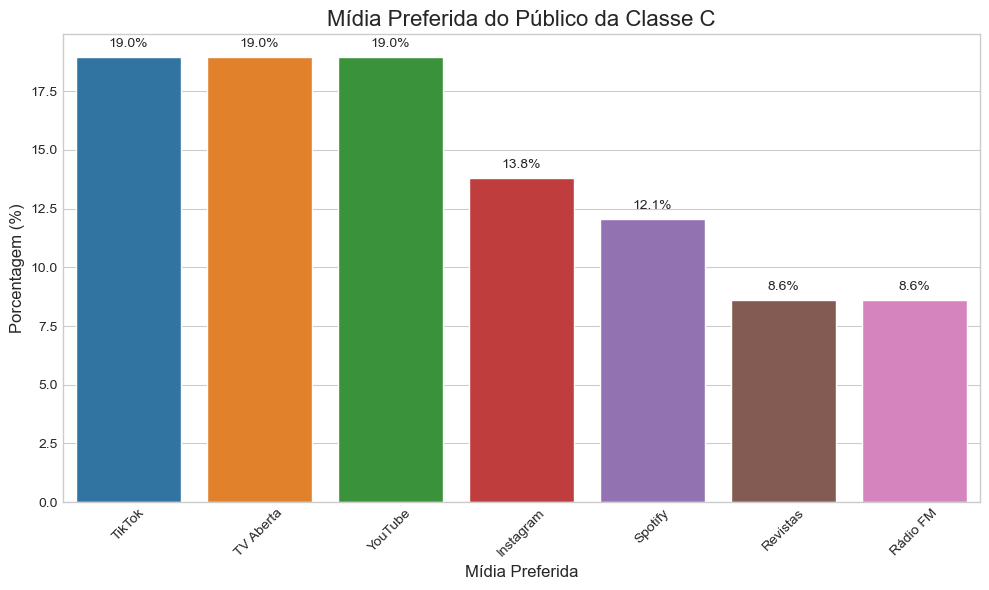 Mídia Preferida do Público da Classe C
19.0%
19.0%
19.0%
13.8%
12.1%
8.6%
8.6%
Porcentagem (%)
17.5
15.0
12.5
10.0
7.5
5.0
2.5
0.0
TikTok
TV Aberta
YouTube
Instagram
Spotify
Revistas
Rádio FM
Mídia Preferida